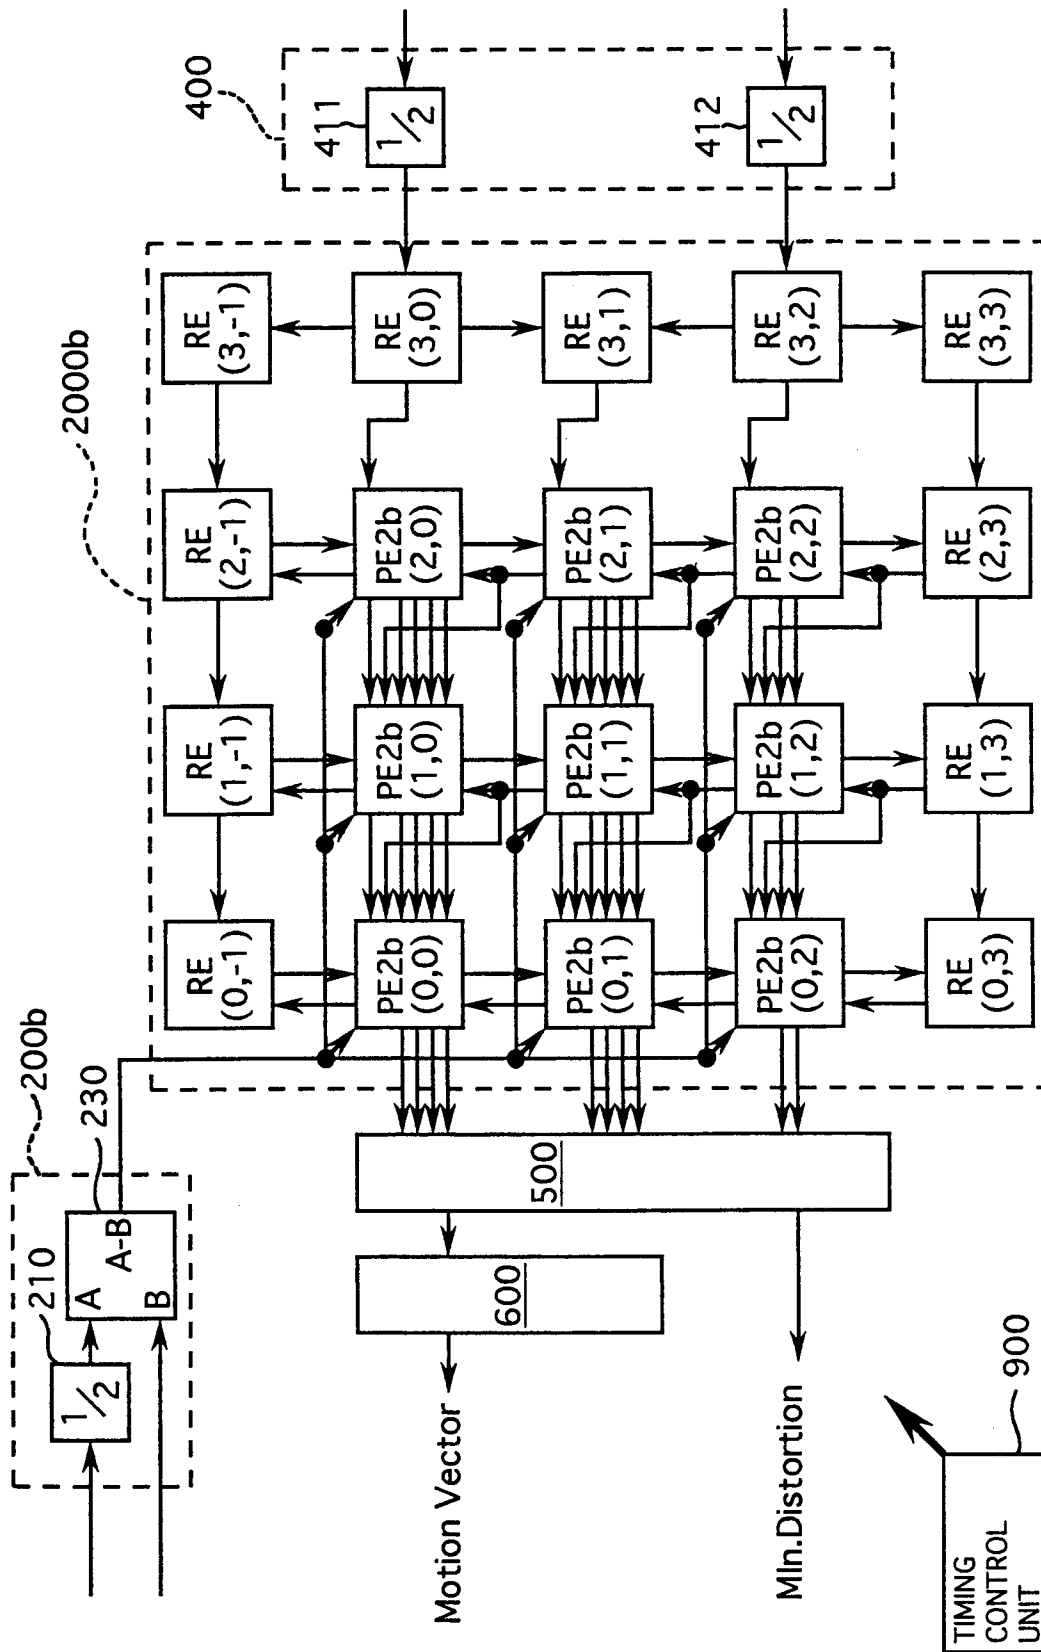 200b
210
1/2
A
B
A-B
230
2000b
400
411
1/2
412
1/2
RE
(0,-1)
RE
(1,-1)
RE
(2,-1)
RE
(3,-1)
PE2b
(0,0)
PE2b
(1,0)
PE2b
(2,0)
RE
(3,0)
PE2b
(0,1)
PE2b
(1,1)
PE2b
(2,1)
RE
(3,1)
PE2b
(0,2)
PE2b
(1,2)
PE2b
(2,2)
RE
(3,2)
RE
(0,3)
RE
(1,3)
RE
(2,3)
RE
(3,3)
500
600
Motion Vector
MIn.Distortion
900
TIMING
CONTROL
UNIT